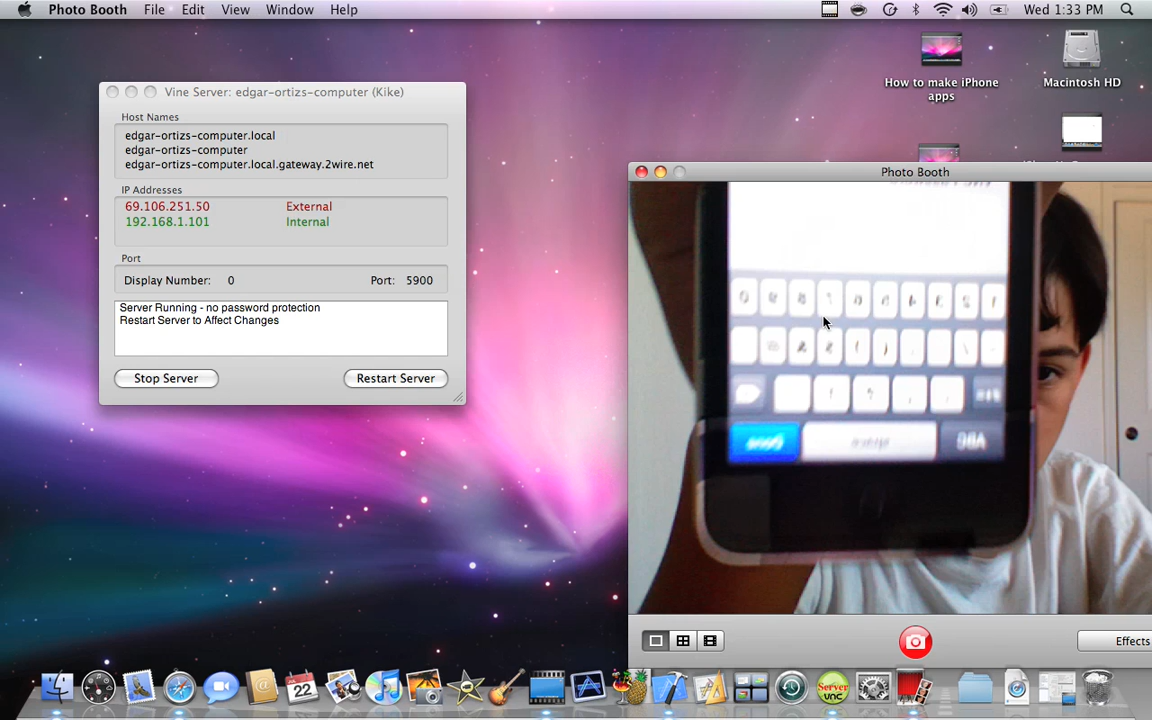 Photo Booth File Edit View Window Help Wed 1:33 PM
How to make iPhone apps
Macintosh HD
Vine Server: edgar-ortizs-computer (Kike)
Host Names
edgar-ortizs-computer.local
edgar-ortizs-computer
edgar-ortizs-computer.local.gateway.2wire.net
IP Addresses
69.106.251.50 External
192.168.1.101 Internal
Port
Display Number: 0 Port: 5900
Server Running - no password protection
Restart Server to Affect Changes
Stop Server Restart Server
Photo Booth
ABC
Effects
22
Server
VNC